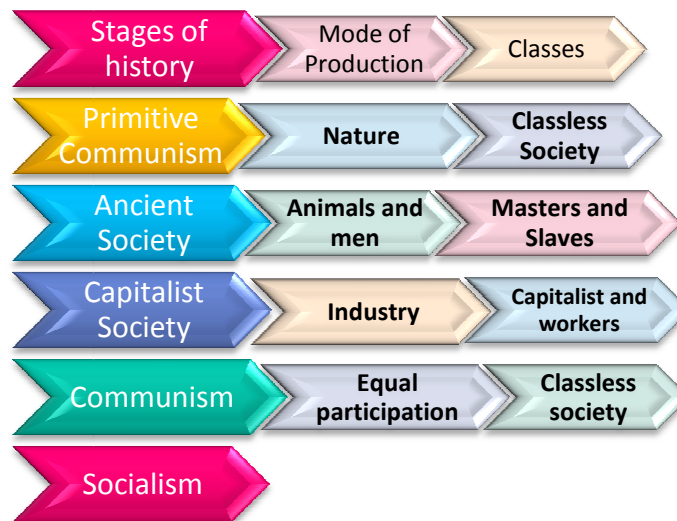 Stages of
history
Mode of
Production
Classes
Primitive
Communism
Nature
Classless
Society
Ancient
Society
Animals and
men
Masters and
Slaves
Capitalist
Society
Industry
Capitalist and
workers
Communism
Equal
participation
Classless
society
Socialism